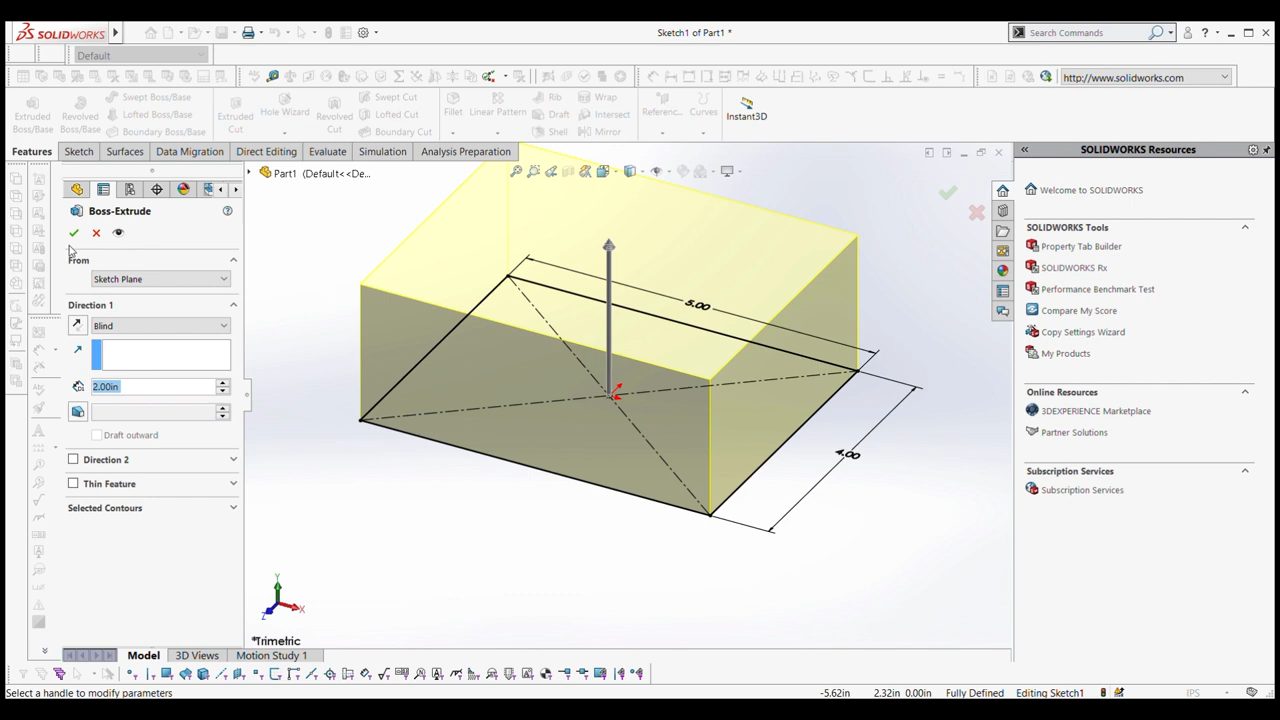 SOLIDWORKS
Sketch1 of Part1 *
Search Commands
?
Default
http://www.solidworks.com
Extruded Boss/Base
Revolved Boss/Base
Swept Boss/Base
Lofted Boss/Base
Boundary Boss/Base
Extruded Cut
Hole Wizard
Revolved Cut
Swept Cut
Lofted Cut
Boundary Cut
Fillet
Linear Pattern
Rib
Draft
Shell
Wrap
Intersect
Mirror
Referenc...
Curves
Instant3D
Features
Sketch
Surfaces
Data Migration
Direct Editing
Evaluate
Simulation
Analysis Preparation
Part1 (Default<<De...
Boss-Extrude
From
Sketch Plane
Direction 1
Blind
2.00in
Draft outward
Direction 2
Thin Feature
Selected Contours
5.00
4.00
Y
X
Z
*Trimetric
SOLIDWORKS Resources
Welcome to SOLIDWORKS
SOLIDWORKS Tools
Property Tab Builder
SOLIDWORKS Rx
Performance Benchmark Test
Compare My Score
Copy Settings Wizard
My Products
Online Resources
3DEXPERIENCE Marketplace
Partner Solutions
Subscription Services
Subscription Services
Model
3D Views
Motion Study 1
Select a handle to modify parameters
-5.62in
2.32in 0.00in
Fully Defined
Editing Sketch1
IPS